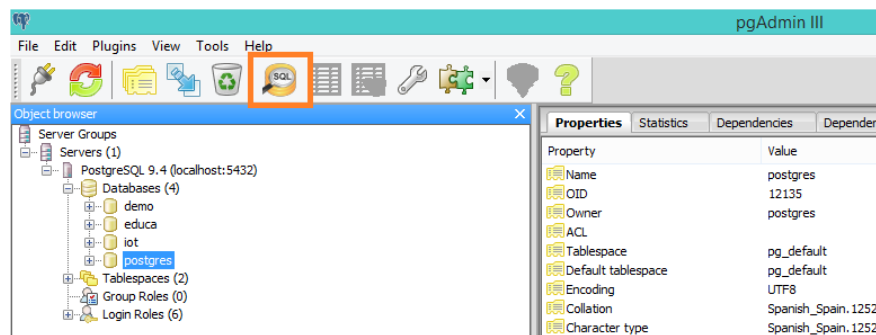 pgAdmin III
File Edit Plugins View Tools Help
SQL
Object browser
Server Groups
Servers (1)
PostgreSQL 9.4 (localhost:5432)
Databases (4)
demo
educa
iot
postgres
Tablespaces (2)
Group Roles (0)
Login Roles (6)
Properties Statistics Dependencies Depender
Property Value
Name postgres
OID 12135
Owner postgres
ACL
Tablespace pg_default
Default tablespace pg_default
Encoding UTF8
Collation Spanish_Spain.1252
Character type Spanish_Spain.1252